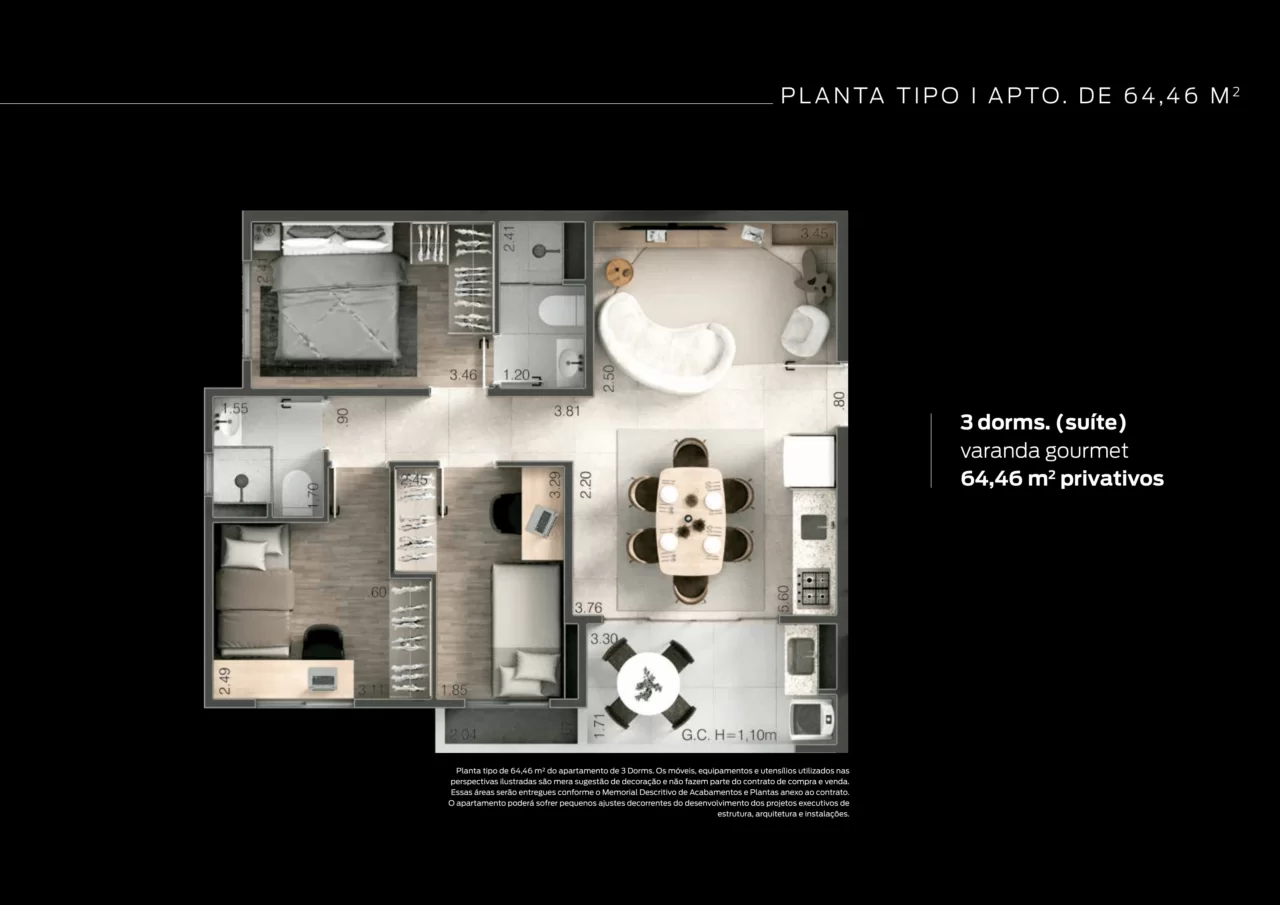 PLANTA TIPO I APTO. DE 64,46 M²
2.41
3.45
2.41
3.46
1.20
2.50
1.55
.90
3.81
.80
2.45
3.29
2.20
1.70
.60
3.76
5.60
3.30
2.49
3.11
1.85
1.71
2.04
G.C. H=1,10m
3 dorms. (suíte)
varanda gourmet
64,46 m² privativos
Planta tipo de 64,46 m² do apartamento de 3 Dorms. Os móveis, equipamentos e utensílios utilizados nas
perspectivas ilustradas são mera sugestão de decoração e não fazem parte do contrato de compra e venda.
Essas áreas serão entregues conforme o Memorial Descritivo de Acabamentos e Plantas anexo ao contrato.
O apartamento poderá sofrer pequenos ajustes decorrentes do desenvolvimento dos projetos executivos de
estrutura, arquitetura e instalações.